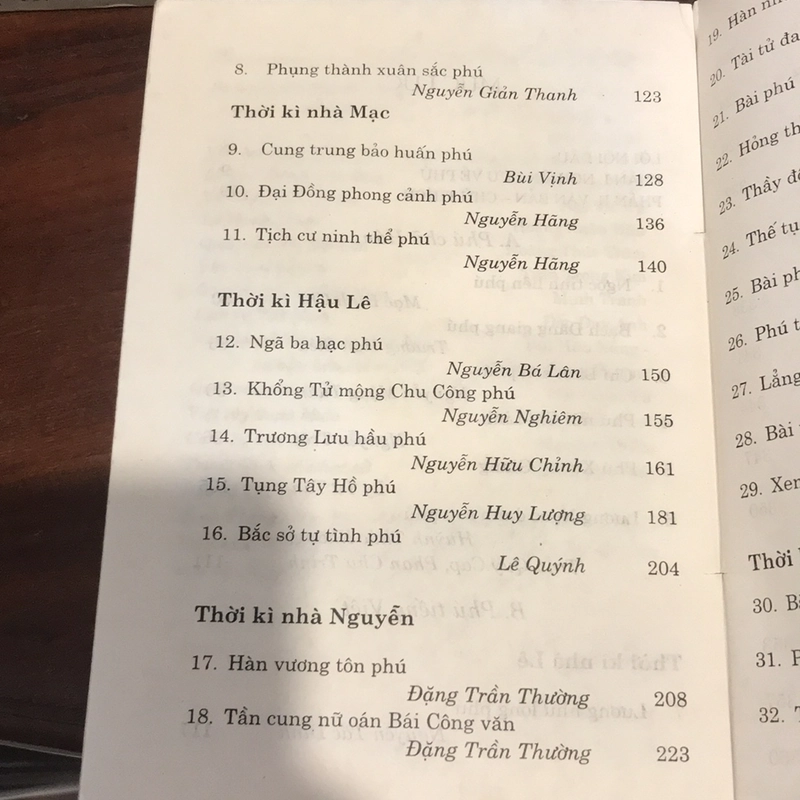 8. Phụng thành xuân sắc phú
Nguyễn Giản Thanh 123
Thời kì nhà Mạc
9. Cung trung bảo huấn phú
Bùi Vịnh 128
10. Đại Đồng phong cảnh phú
Nguyễn Hãng 136
11. Tịch cư ninh thể phú
Nguyễn Hãng 140
Thời kì Hậu Lê
12. Ngã ba hạc phú
Nguyễn Bá Lân 150
13. Khổng Tử mộng Chu Công phú
Nguyễn Nghiêm 155
14. Trương Lưu hầu phú
Nguyễn Hữu Chỉnh 161
15. Tụng Tây Hồ phú
Nguyễn Huy Lượng 181
16. Bắc sở tự tình phú
Lê Quýnh 204
Thời kì nhà Nguyễn
17. Hàn vương tôn phú
Đặng Trần Thường 208
18. Tần cung nữ oán Bái Công văn
Đặng Trần Thường 223
19. Hàn
20. Tài tử đa
21. Bài phú
22. Hỏng
23. Thầy
24. Thế tụ
25. Bài
26. Phú
27. Lẳng
28. Bài
29.
Thời
30.
31.
32.